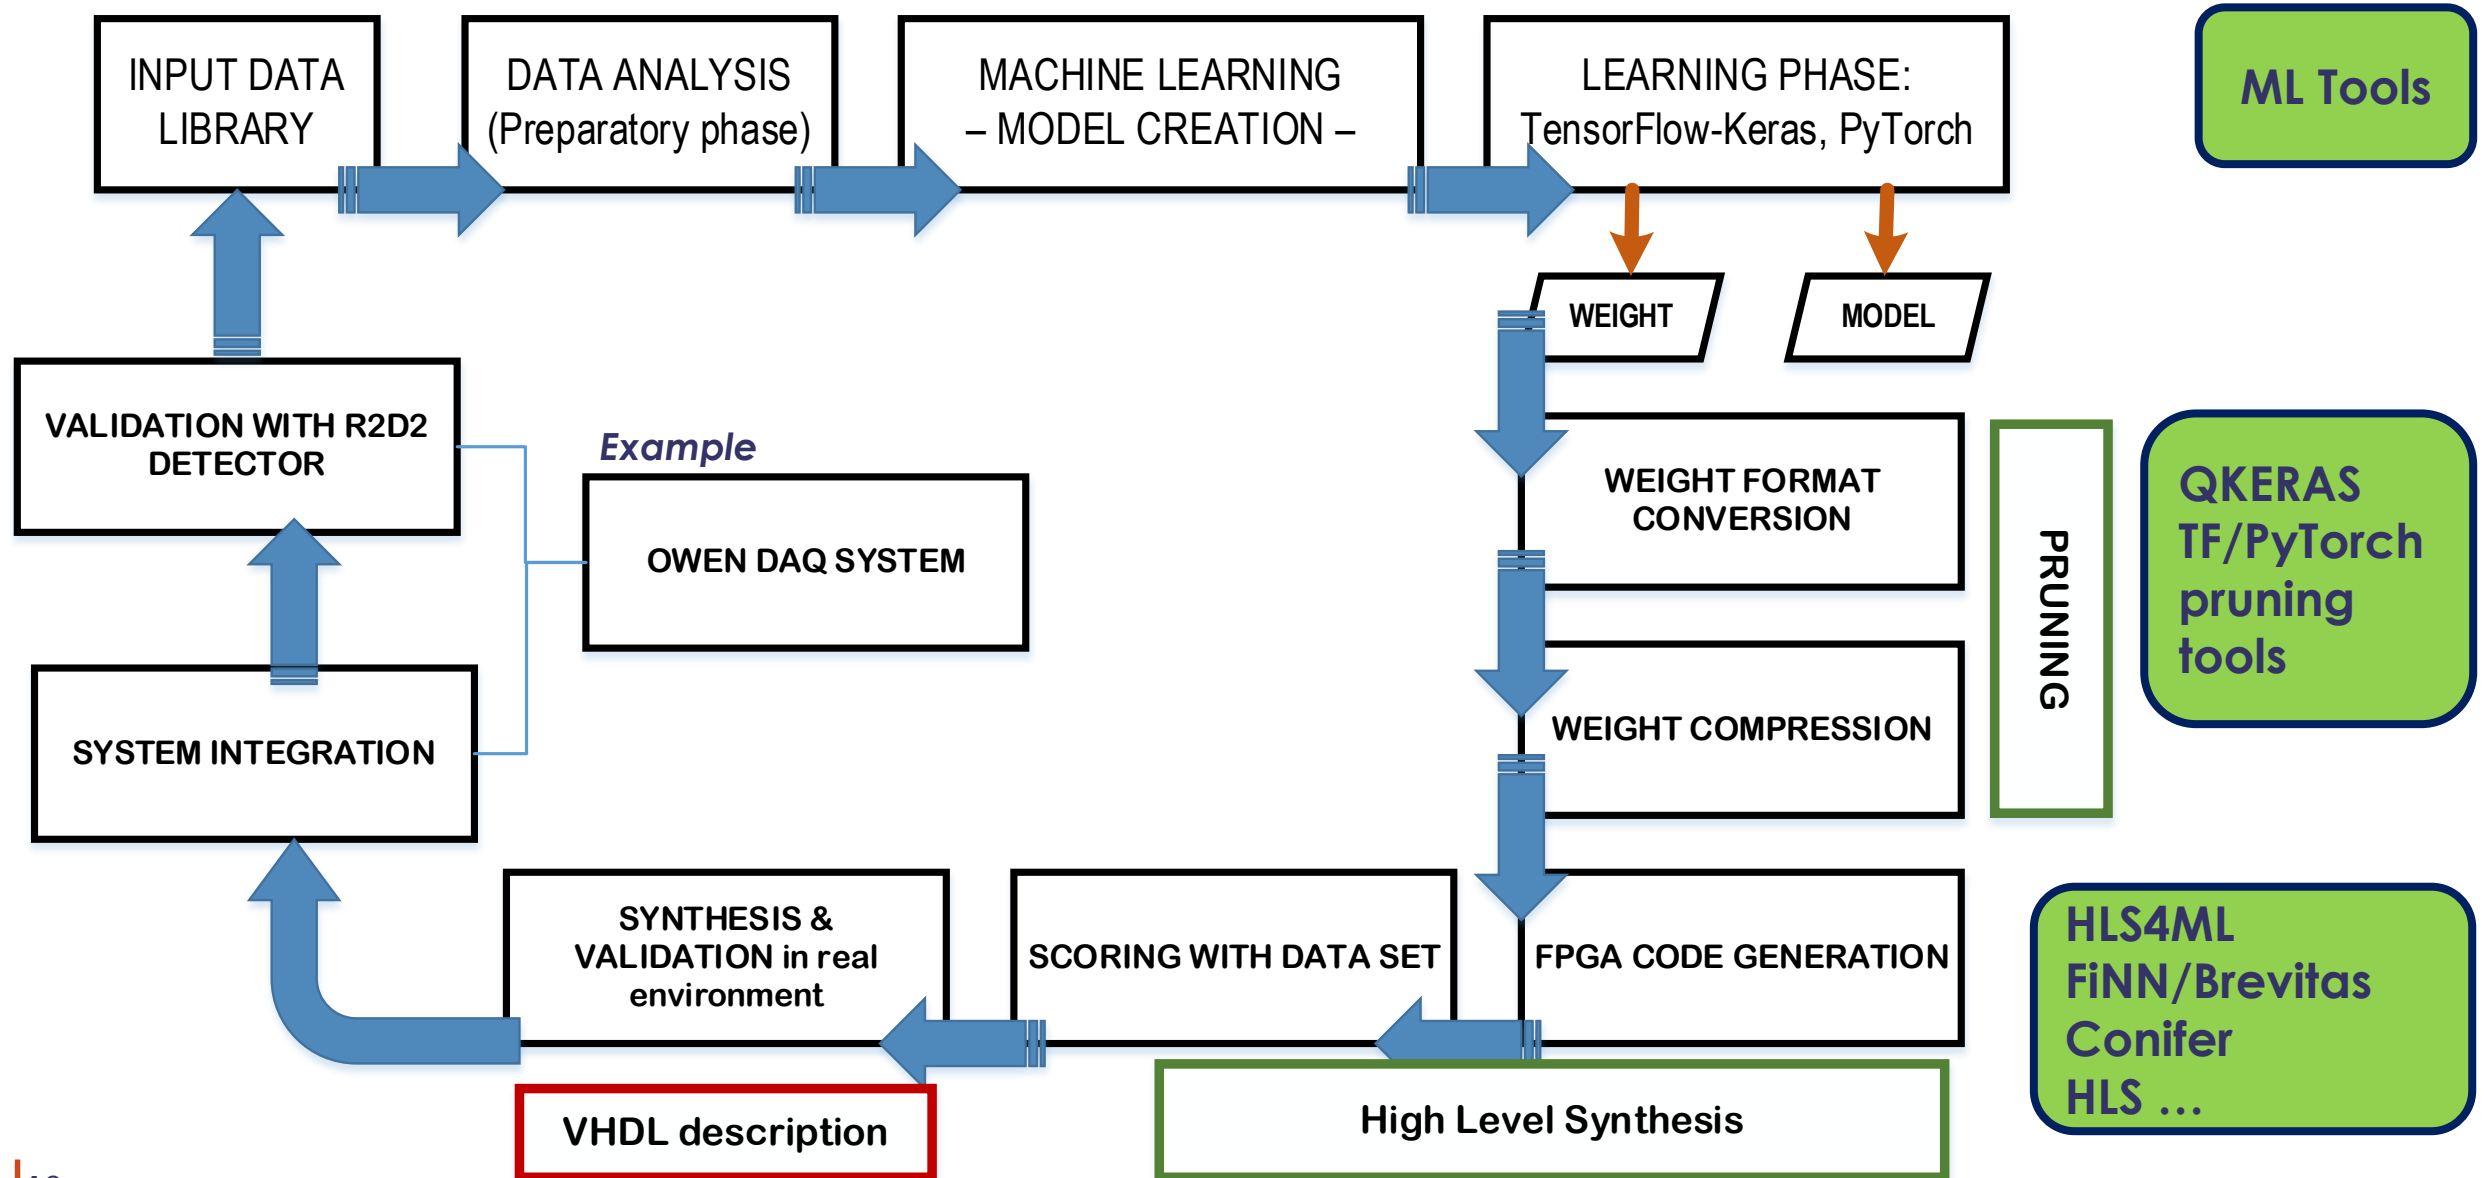 INPUT DATA
LIBRARY
DATA ANALYSIS
(Preparatory phase)
MACHINE LEARNING
– MODEL CREATION –
LEARNING PHASE:
TensorFlow-Keras, PyTorch
ML Tools
WEIGHT
MODEL
VALIDATION WITH R2D2
DETECTOR
Example
OWEN DAQ SYSTEM
WEIGHT FORMAT
CONVERSION
PRUNING
QKERAS
TF/PyTorch
pruning
tools
SYSTEM INTEGRATION
WEIGHT COMPRESSION
SYNTHESIS &
VALIDATION in real
environment
SCORING WITH DATA SET
FPGA CODE GENERATION
HLS4ML
FiNN/Brevitas
Conifer
HLS …
VHDL description
High Level Synthesis